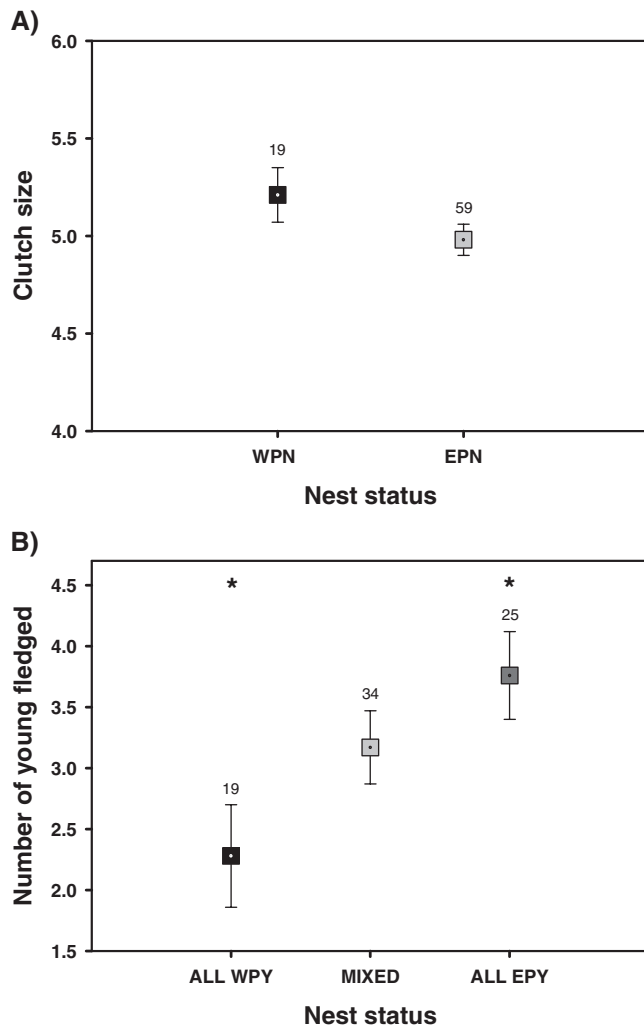 A)
6.0
5.5
5.0
4.5
4.0
Clutch size
19
59
WPN
EPN
Nest status
B)
4.5
4.0
3.5
3.0
2.5
2.0
1.5
Number of young fledged
*
*
19
34
25
ALL WPY
MIXED
ALL EPY
Nest status